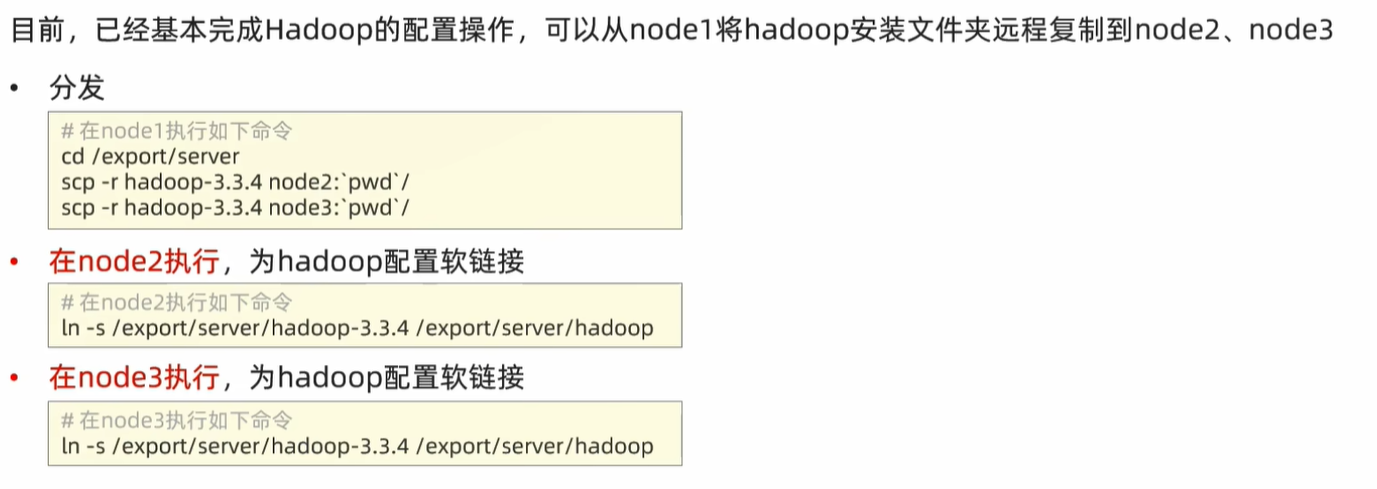 目前，已经基本完成Hadoop的配置操作，可以从node1将hadoop安装文件夹远程复制到node2、node3
• 分发
# 在node1执行如下命令
cd /export/server
scp -r hadoop-3.3.4 node2:`pwd`/
scp -r hadoop-3.3.4 node3:`pwd`/
• 在node2执行，为hadoop配置软链接
# 在node2执行如下命令
ln -s /export/server/hadoop-3.3.4 /export/server/hadoop
• 在node3执行，为hadoop配置软链接
# 在node3执行如下命令
ln -s /export/server/hadoop-3.3.4 /export/server/hadoop